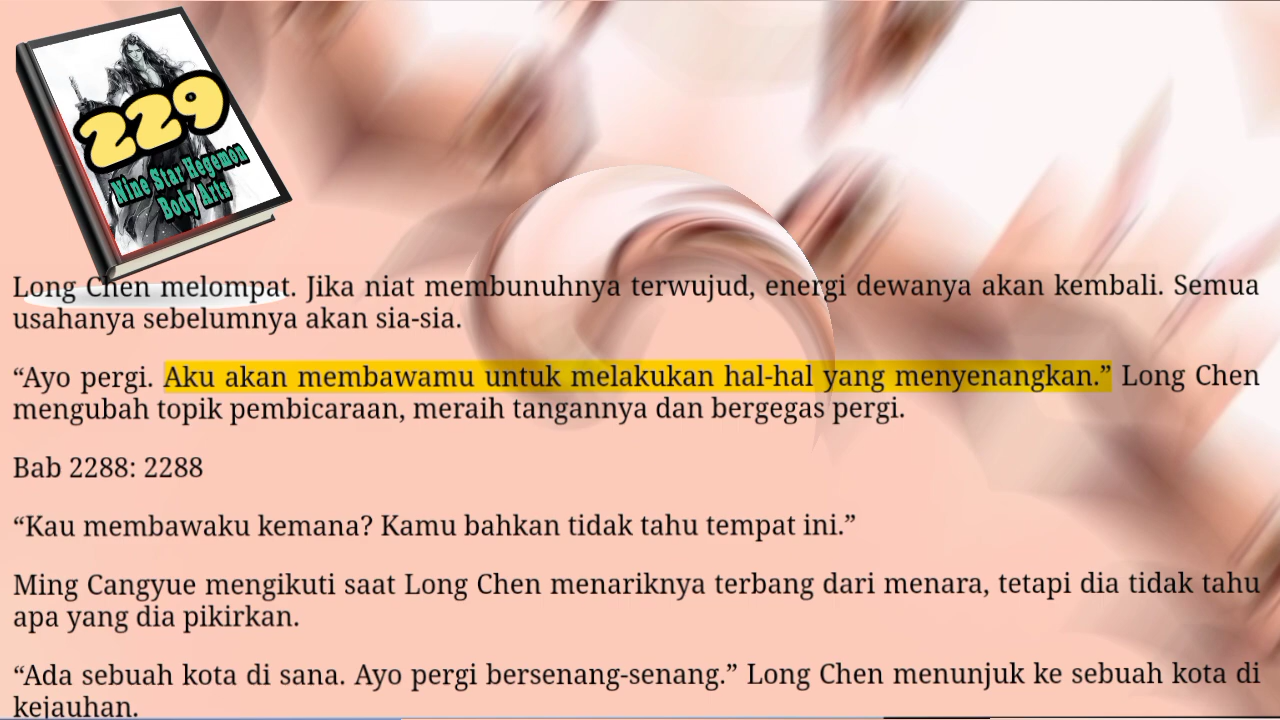 229
Nine Star Hegemon
Body Arts
Long Chen melompat. Jika niat membunuhnya terwujud, energi dewanya akan kembali. Semua
usahanya sebelumnya akan sia-sia.
“Ayo pergi. Aku akan membawamu untuk melakukan hal-hal yang menyenangkan.” Long Chen
mengubah topik pembicaraan, meraih tangannya dan bergegas pergi.
Bab 2288: 2288
“Kau membawaku kemana? Kamu bahkan tidak tahu tempat ini.”
Ming Cangyue mengikuti saat Long Chen menariknya terbang dari menara, tetapi dia tidak tahu
apa yang dia pikirkan.
“Ada sebuah kota di sana. Ayo pergi bersenang-senang.” Long Chen menunjuk ke sebuah kota di
kejauhan.